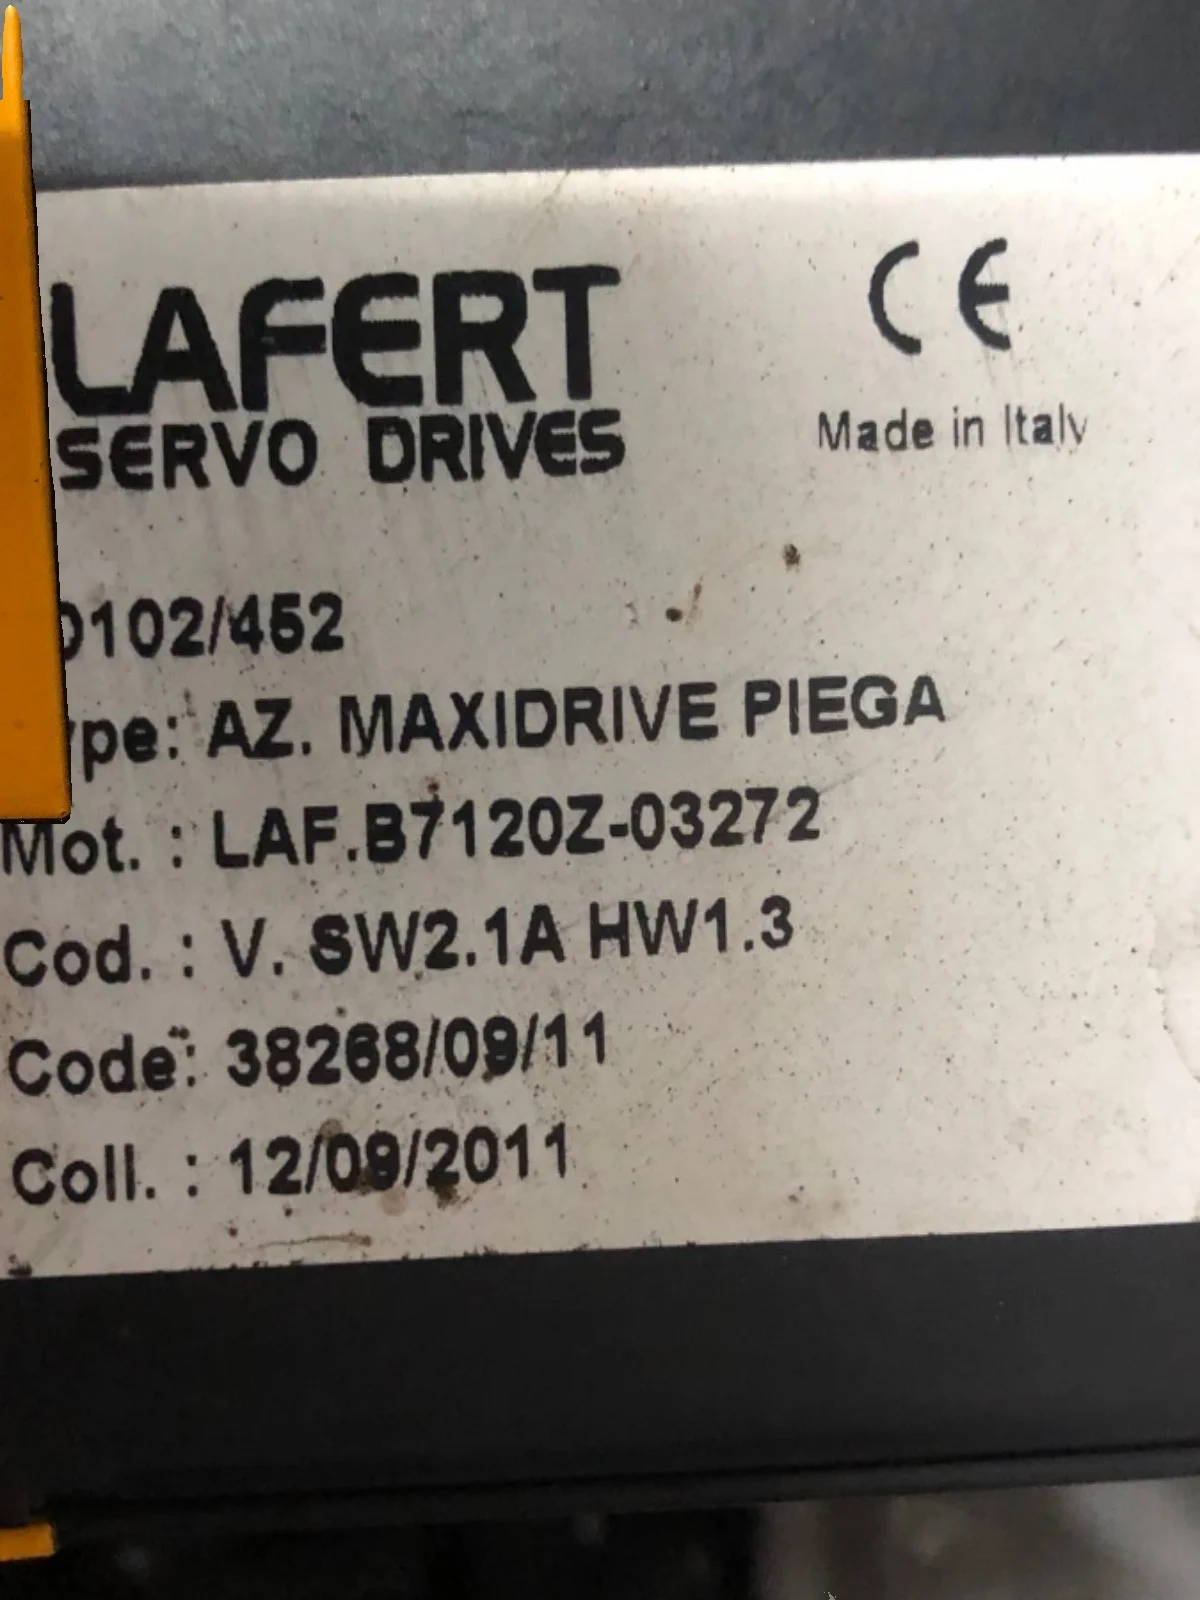 LAFERT
SERVO DRIVES
CE
Made in Italy
D102/452
ype: AZ. MAXIDRIVE PIEGA
Mot. : LAF.B7120Z-03272
Cod. : V. SW2.1A HW1.3
Code: 38268/09/11
Coll. : 12/09/2011